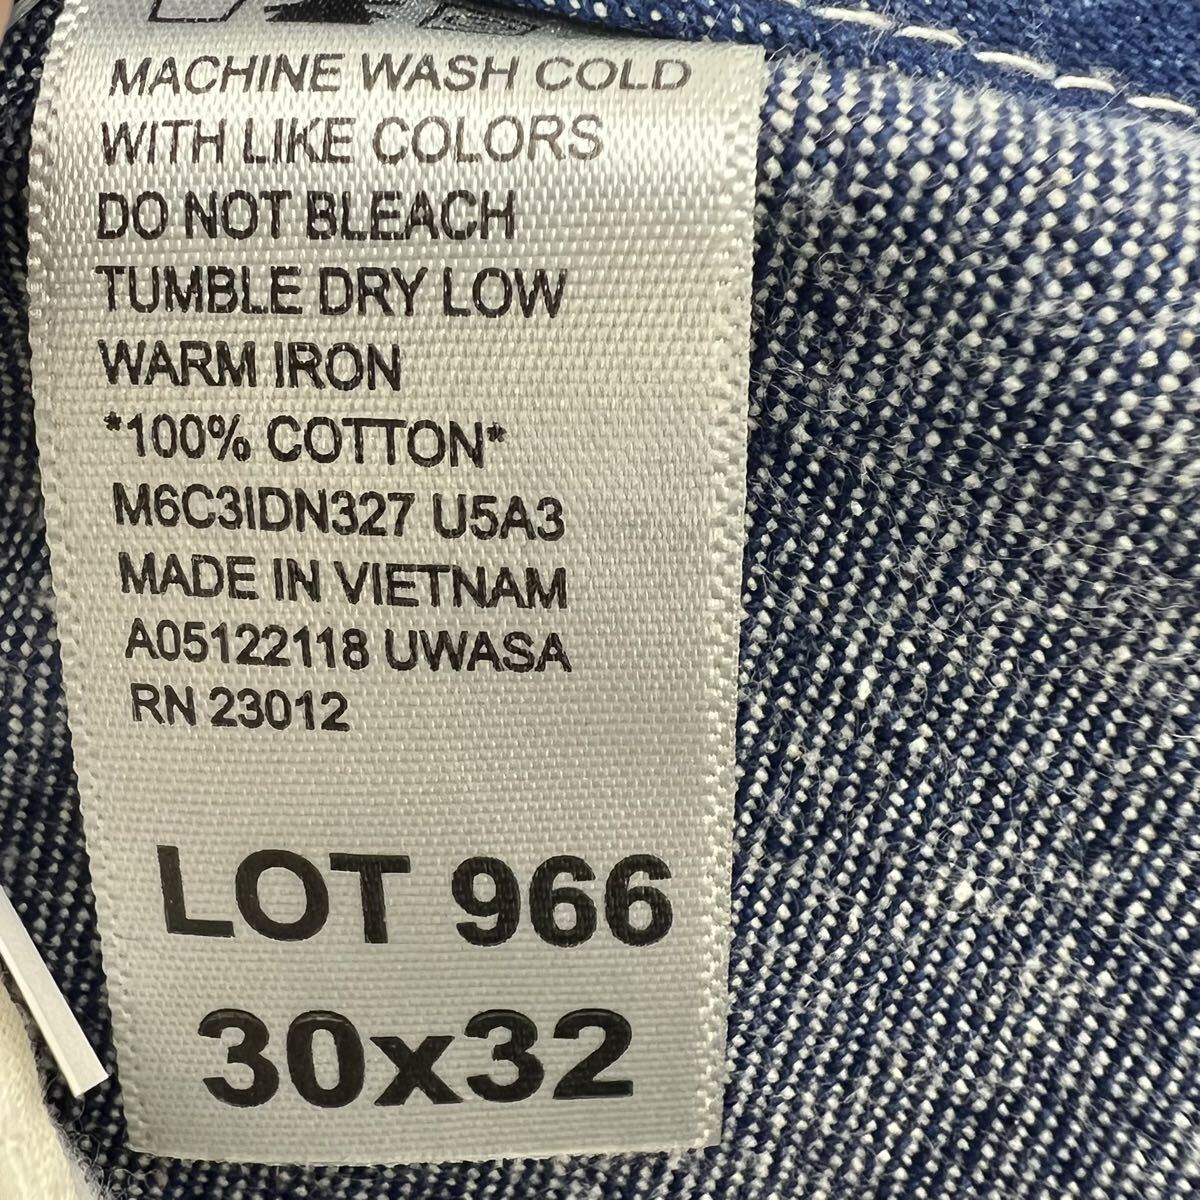 MACHINE WASH COLD
WITH LIKE COLORS
DO NOT BLEACH
TUMBLE DRY LOW
WARM IRON
*100% COTTON*
M6C3IDN327 U5A3
MADE IN VIETNAM
A05122118 UWASA
RN 23012
LOT 966
30x32